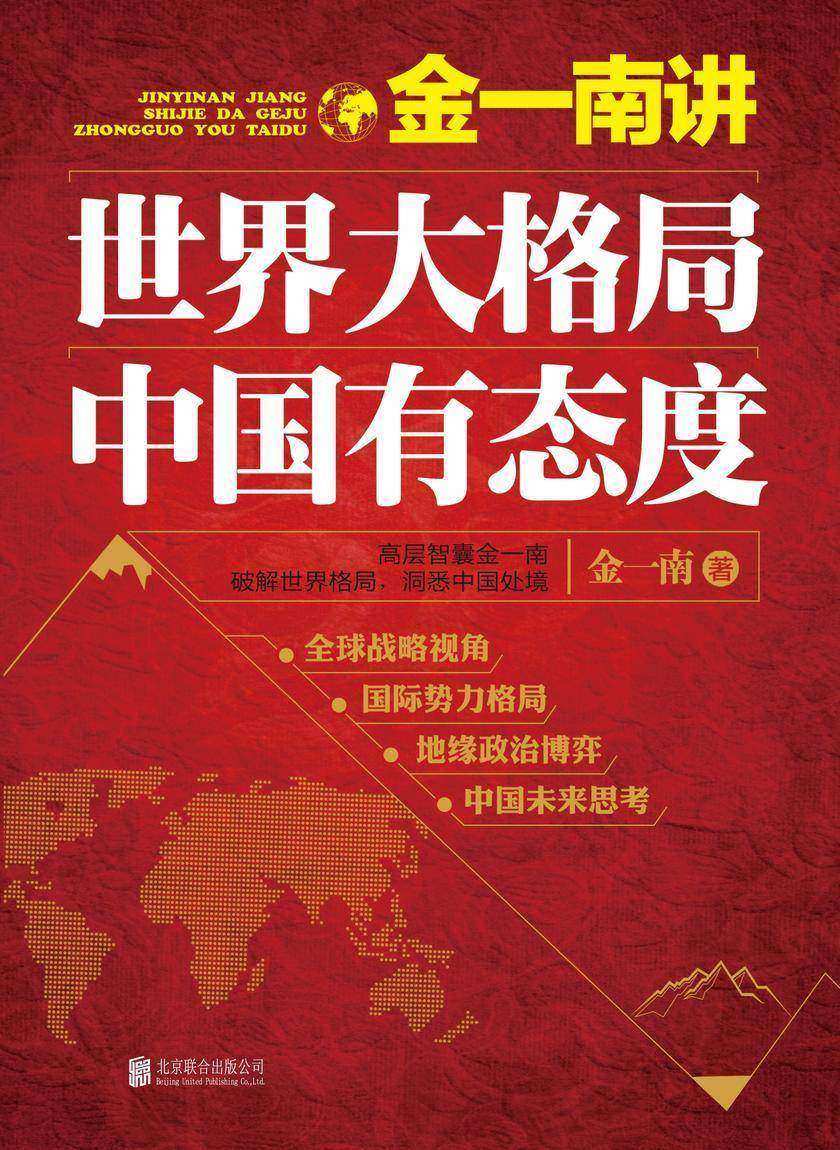 JINYINAN JIANG
SHIJIE DA GEJU
ZHONGGUO YOU TAIDU
金一南讲
世界大格局
中国有态度
高层智囊金一南
破解世界格局，洞悉中国处境
金一南 著
全球战略视角
国际势力格局
地缘政治博弈
中国未来思考
北京联合出版公司
Beijing United Publishing Co.,Ltd.